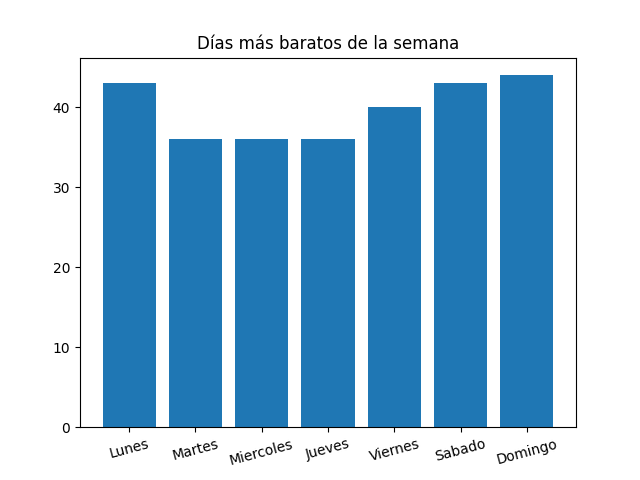 Días más baratos de la semana
40
30
20
10
0
Lunes
Martes
Miercoles
Jueves
Viernes
Sabado
Domingo